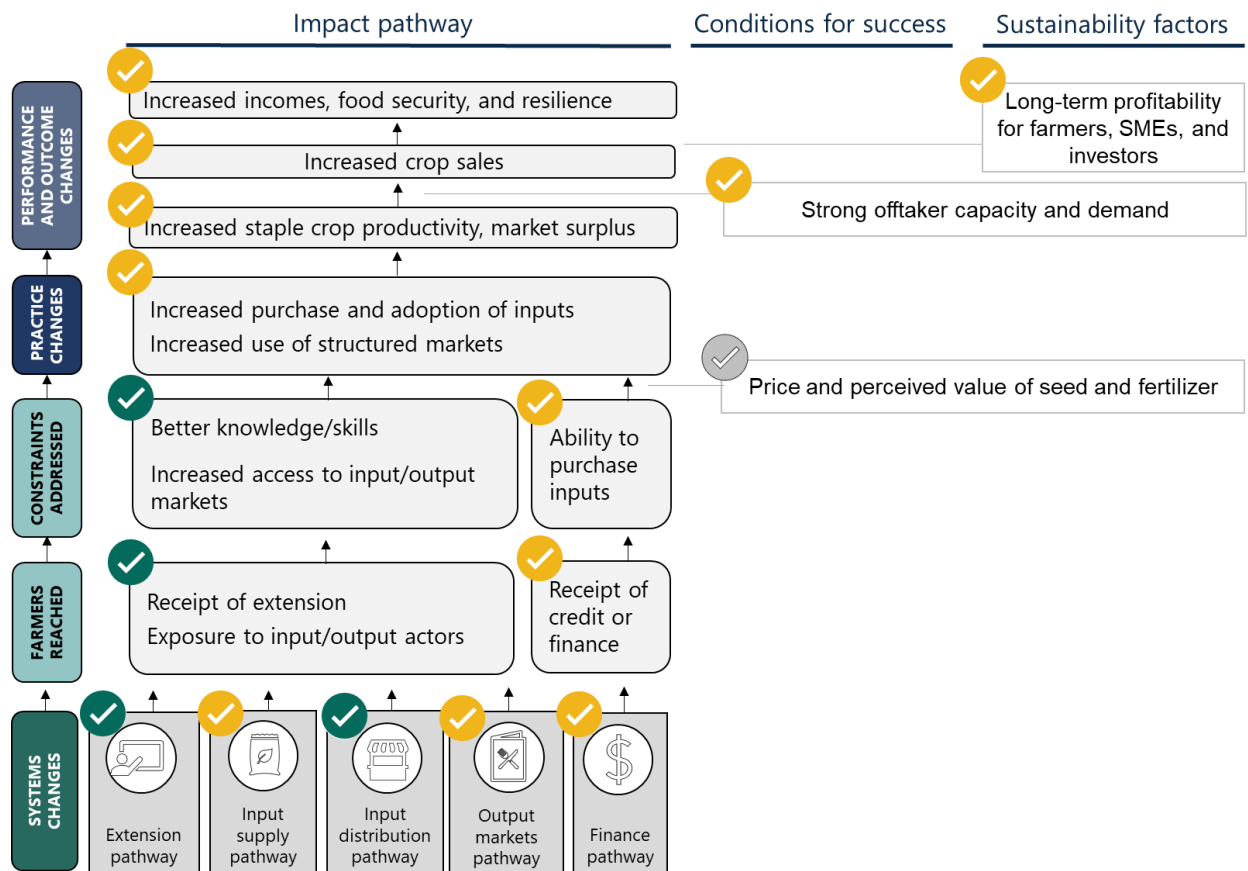 Impact pathway
Conditions for success
Sustainability factors
PERFORMANCE
AND OUTCOME
CHANGES
Increased incomes, food security, and resilience
Increased crop sales
Increased staple crop productivity, market surplus
Long-term profitability
for farmers, SMEs, and
investors
Strong offtaker capacity and demand
PRACTICE
CHANGES
Increased purchase and adoption of inputs
Increased use of structured markets
Price and perceived value of seed and fertilizer
CONSTRAINTS
ADDRESSED
Better knowledge/skills
Increased access to input/output
markets
Ability to
purchase
inputs
FARMERS
REACHED
Receipt of extension
Exposure to input/output actors
Receipt of
credit or
finance
SYSTEMS
CHANGES
Extension
pathway
Input
supply
pathway
Input
distribution
pathway
Output
markets
pathway
Finance
pathway